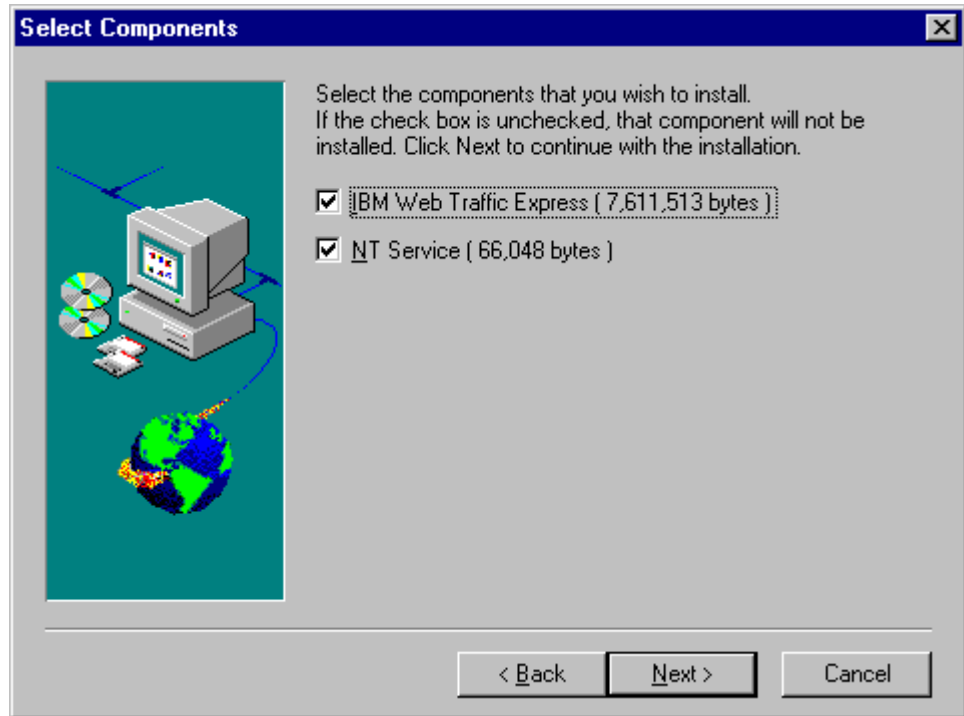 Select Components
Select the components that you wish to install.
If the check box is unchecked, that component will not be
installed. Click Next to continue with the installation.
IBM Web Traffic Express ( 7,611,513 bytes )
NT Service ( 66,048 bytes )
< Back
Next >
Cancel